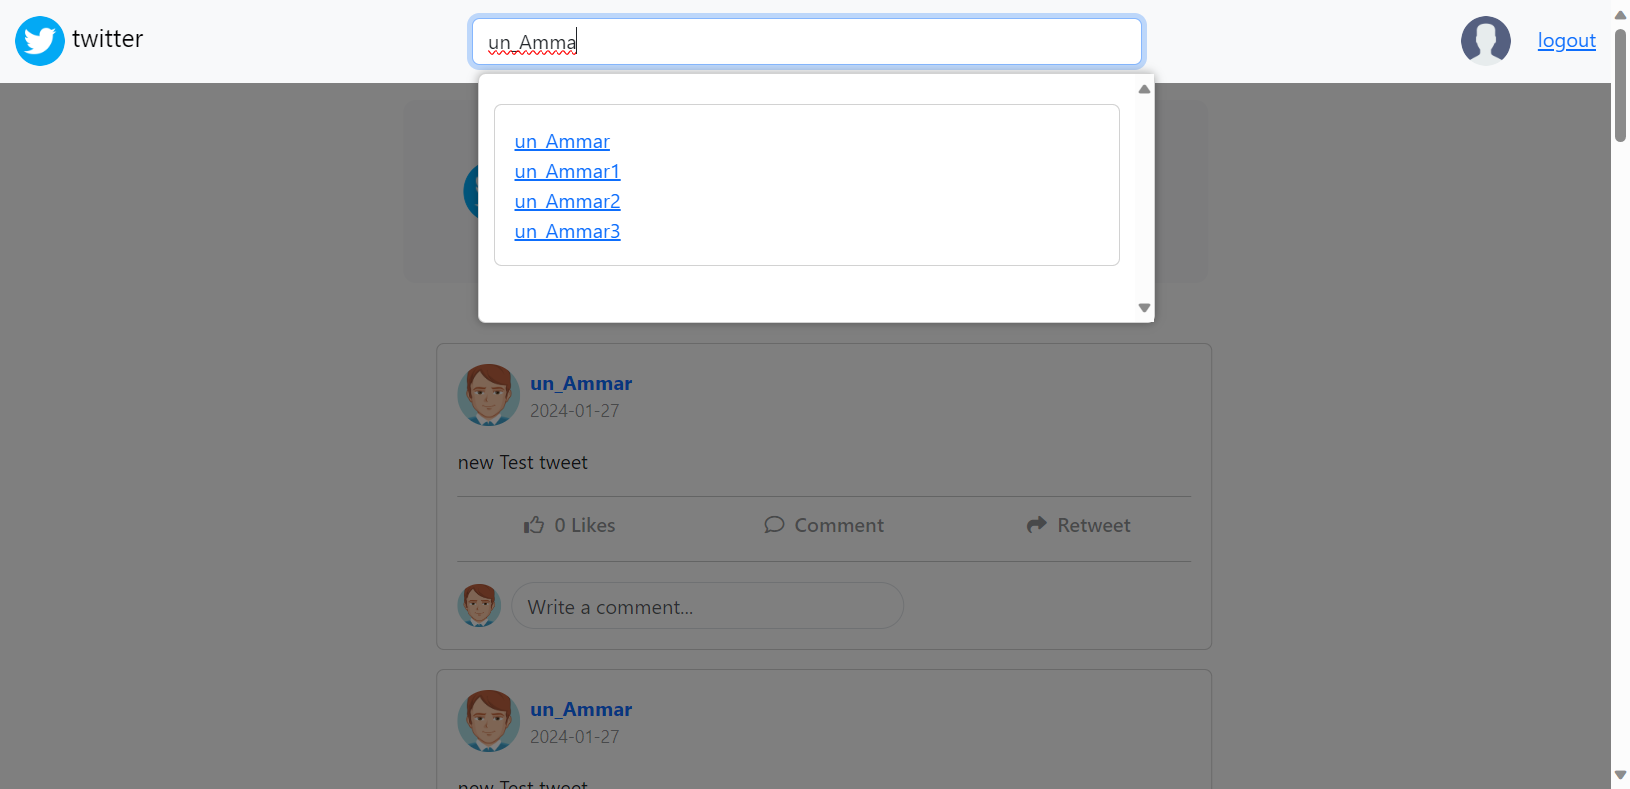 twitter
un_Amma
logout
un_Ammar
un_Ammar1
un_Ammar2
un_Ammar3
un_Ammar
2024-01-27
new Test tweet
0 Likes Comment Retweet
Write a comment...
un_Ammar
2024-01-27
new Test tweet